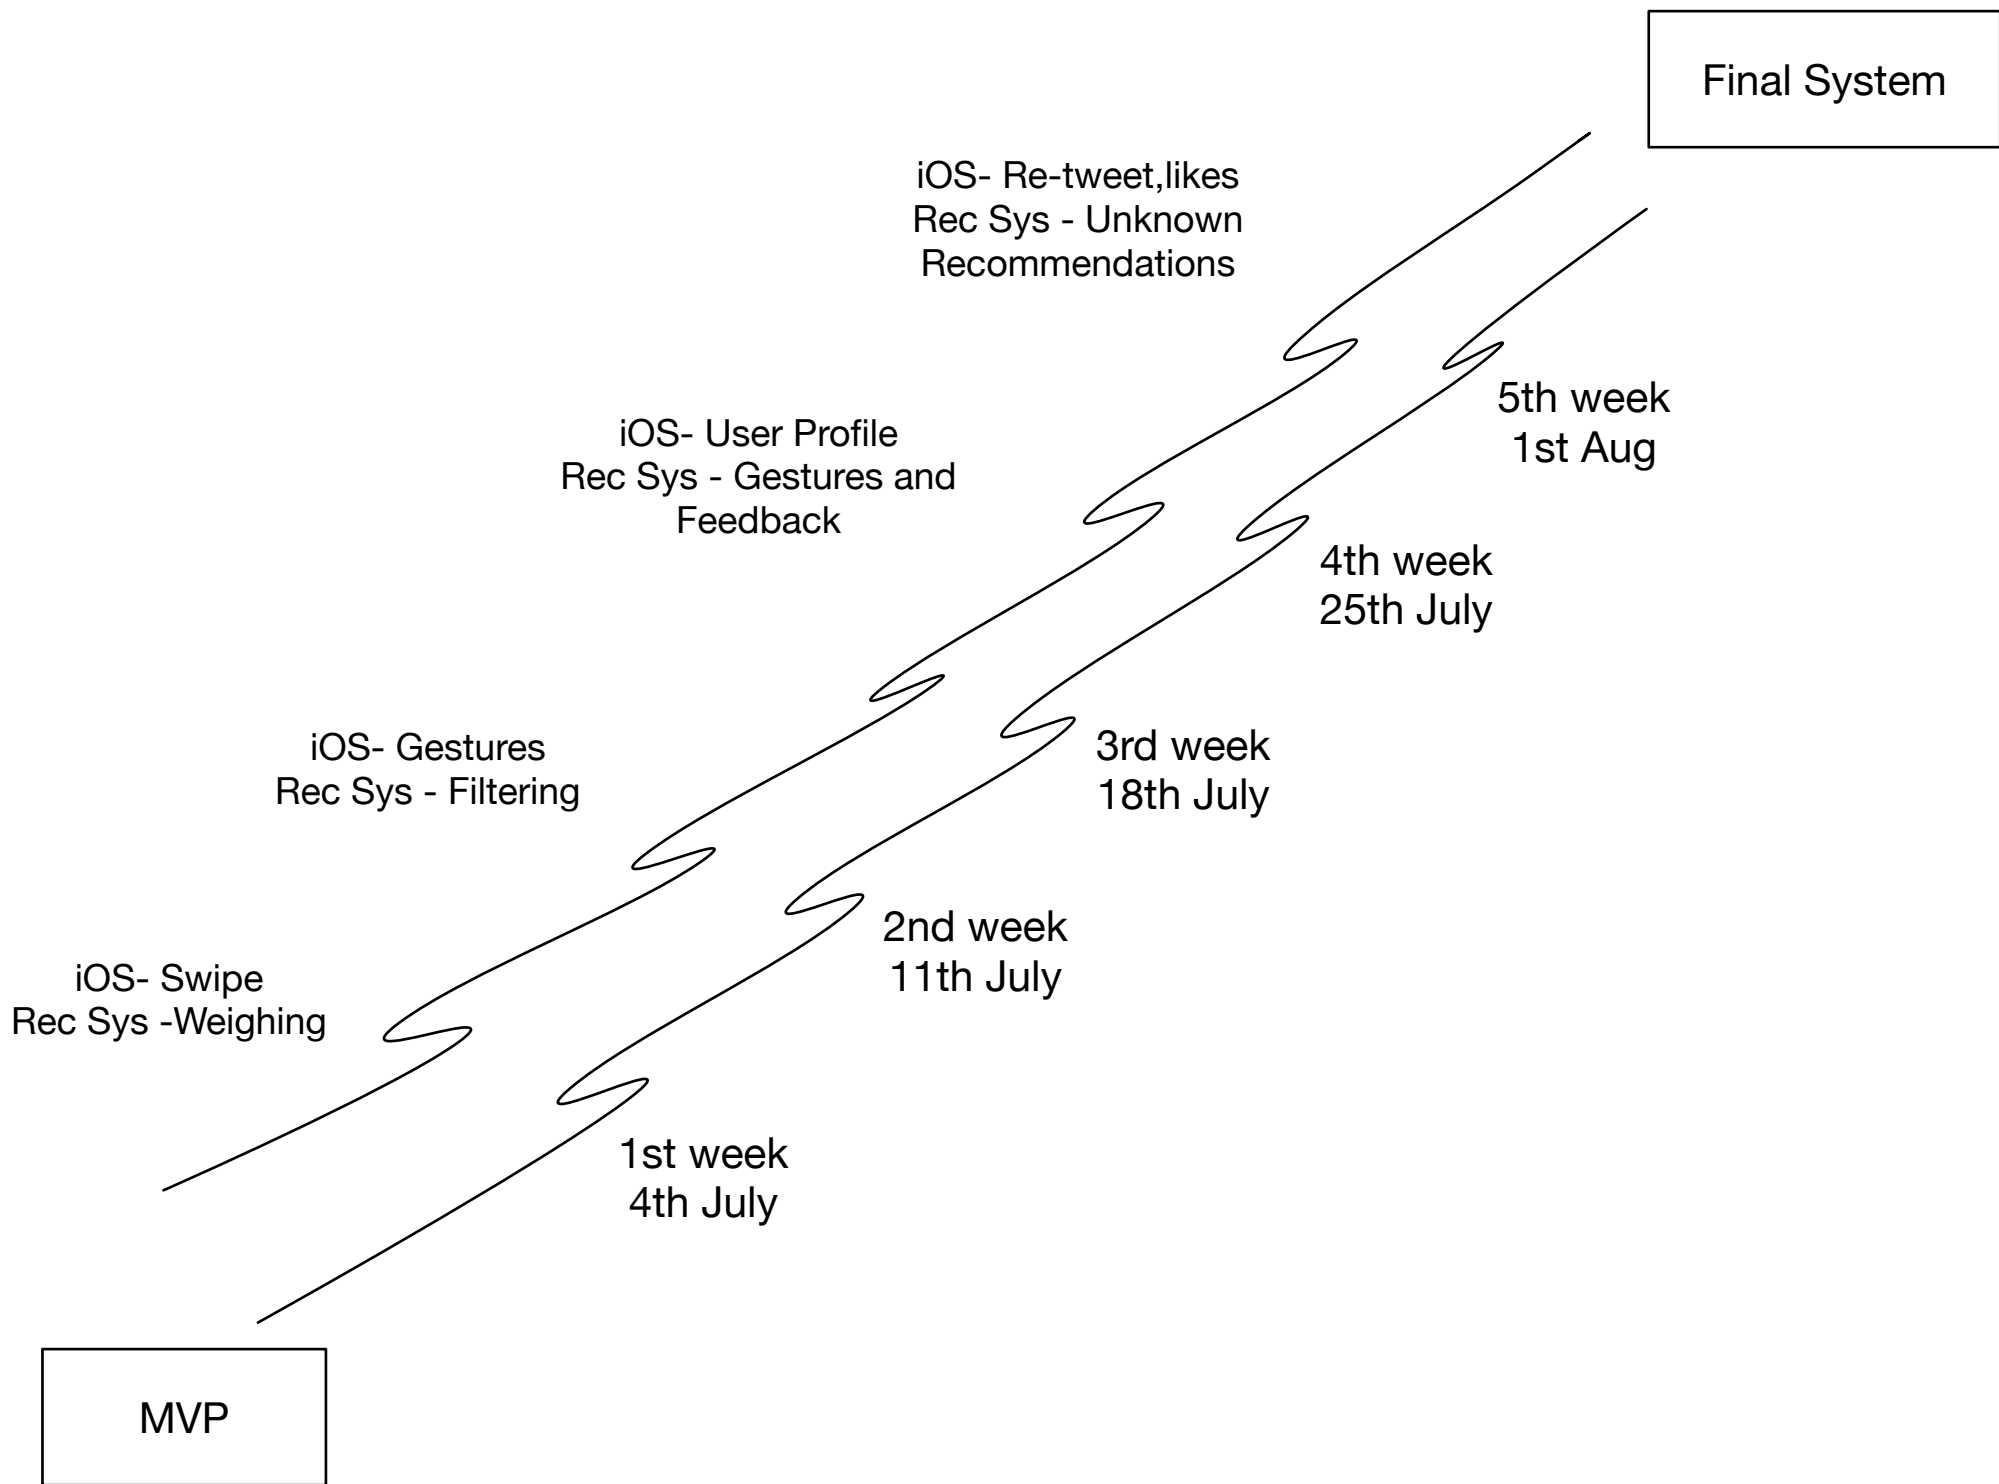 Final System
iOS- Re-tweet,likes
Rec Sys - Unknown
Recommendations
5th week
1st Aug
iOS- User Profile
Rec Sys - Gestures and
Feedback
4th week
25th July
iOS- Gestures
Rec Sys - Filtering
3rd week
18th July
2nd week
11th July
iOS- Swipe
Rec Sys -Weighing
1st week
4th July
MVP